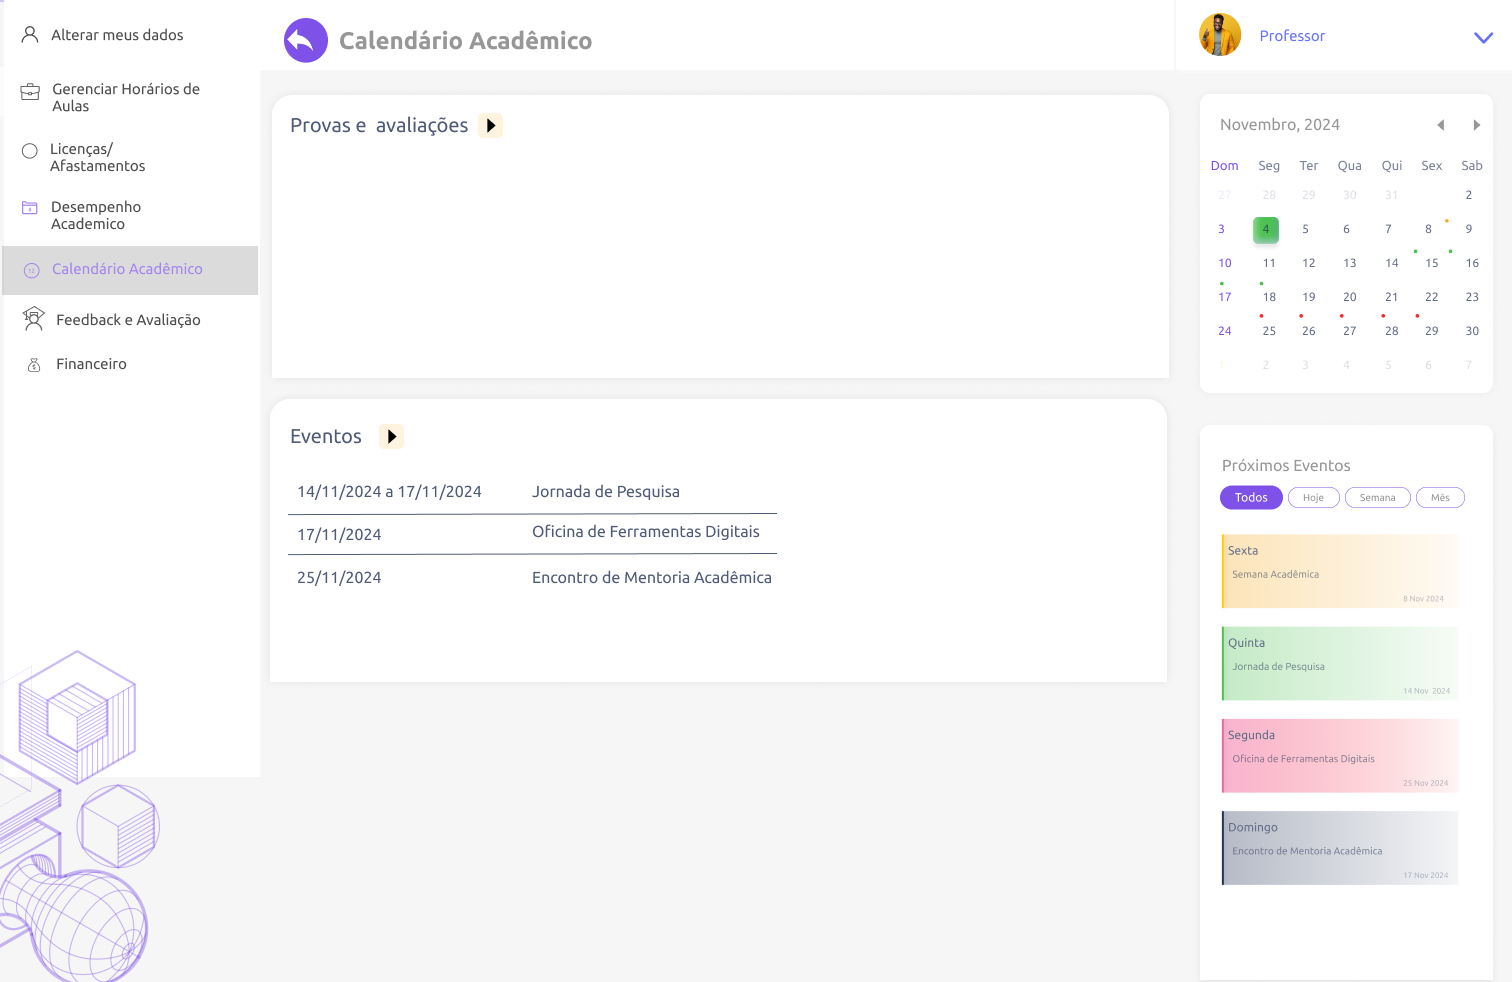 Alterar meus dados
Gerenciar Horários de
Aulas
Licenças/
Afastamentos
Desempenho
Academico
Calendário Acadêmico
Feedback e Avaliação
Financeiro
Calendário Acadêmico
Professor
Provas e  avaliações
Eventos
14/11/2024 a 17/11/2024 Jornada de Pesquisa
17/11/2024 Oficina de Ferramentas Digitais
25/11/2024 Encontro de Mentoria Acadêmica
Novembro, 2024
Dom Seg Ter Qua Qui Sex Sab
27 28 29 30 31 2
3 4 5 6 7 8 9
10 11 12 13 14 15 16
17 18 19 20 21 22 23
24 25 26 27 28 29 30
1 2 3 4 5 6 7
Próximos Eventos
Todos Hoje Semana Mês
Sexta
Semana Acadêmica
8 Nov 2024
Quinta
Jornada de Pesquisa
14 Nov  2024
Segunda
Oficina de Ferramentas Digitais
25 Nov 2024
Domingo
Encontro de Mentoria Acadêmica
17 Nov 2024